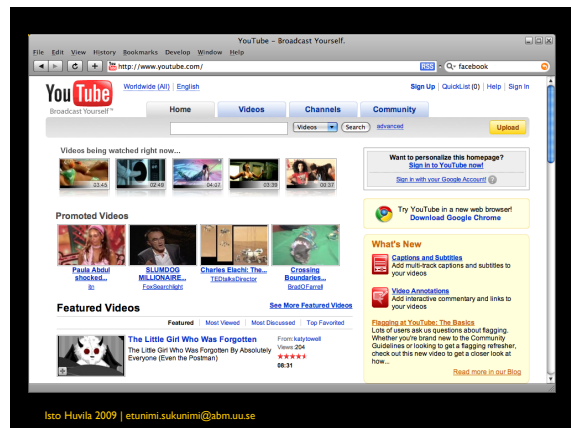 YouTube - Broadcast Yourself.
File Edit View History Bookmarks Develop Window Help
http://www.youtube.com/
RSS
facebook
You Tube
Broadcast Yourself™
Worldwide (All) | English
Sign Up | QuickList (0) | Help | Sign In
Home Videos Channels Community
Videos Search advanced Upload
Videos being watched right now...
03:45 02:49 04:07 03:39 00:37
Promoted Videos
Paula Abdul shocked...
itn
SLUMDOG MILLIONAIRE...
FoxSearchlight
Charles Elachi: The...
TEDtalksDirector
Crossing Boundaries...
BradOFarrell
Featured Videos
See More Featured Videos
Featured | Most Viewed | Most Discussed | Top Favorited
The Little Girl Who Was Forgotten
The Little Girl Who Was Forgotten By Absolutely
Everyone (Even the Postman)
From: katytowell
Views: 204
08:31
Want to personalize this homepage?
Sign in to YouTube now!
Sign in with your Google Account! ?
Try YouTube in a new web browser!
Download Google Chrome
What's New
Captions and Subtitles
Add multi-track captions and subtitles to
your videos
Video Annotations
Add interactive commentary and links to
your videos
Flagging at YouTube: The Basics
Lots of users ask us questions about flagging.
Whether you're brand new to the Community
Guidelines or looking to get a flagging refresher,
check out this new video to get a closer look at
how...
Read more in our Blog
Isto Huvila 2009 | etunimi.sukunimi@abm.uu.se